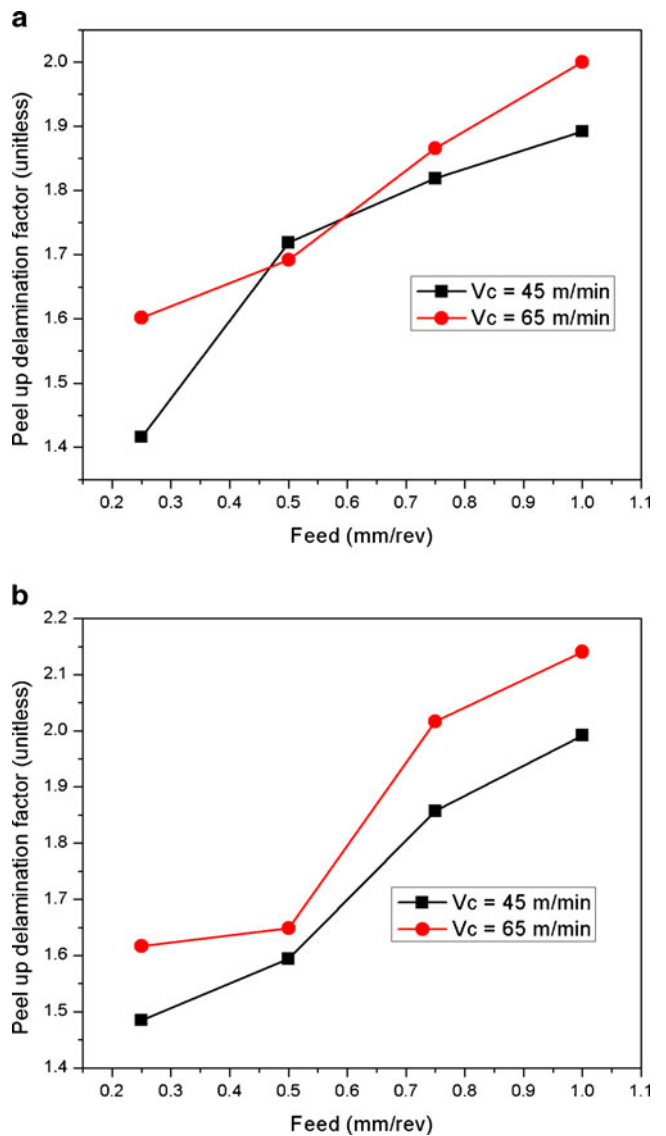 a
Peel up delamination factor (unitless)
2.0
1.9
1.8
1.7
1.6
1.5
1.4
Vc = 45 m/min
Vc = 65 m/min
0.2 0.3 0.4 0.5 0.6 0.7 0.8 0.9 1.0 1.1
Feed (mm/rev)
b
Peel up delamination factor (unitless)
2.2
2.1
2.0
1.9
1.8
1.7
1.6
1.5
1.4
Vc = 45 m/min
Vc = 65 m/min
0.2 0.3 0.4 0.5 0.6 0.7 0.8 0.9 1.0 1.1
Feed (mm/rev)